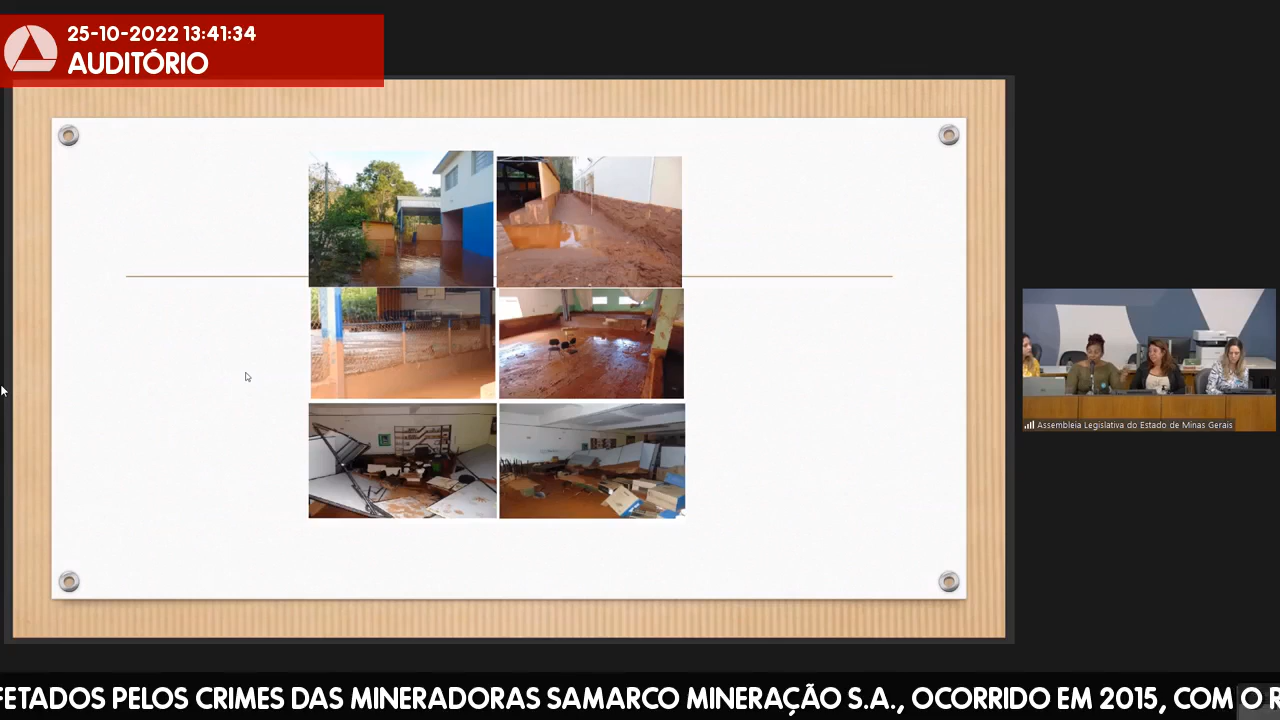 25-10-2022 13:41:34
AUDITÓRIO
Assembleia Legislativa do Estado de Minas Gerais
FETADOS PELOS CRIMES DAS MINERADORAS SAMARCO MINERAÇÃO S.A., OCORRIDO EM 2015, COM O R